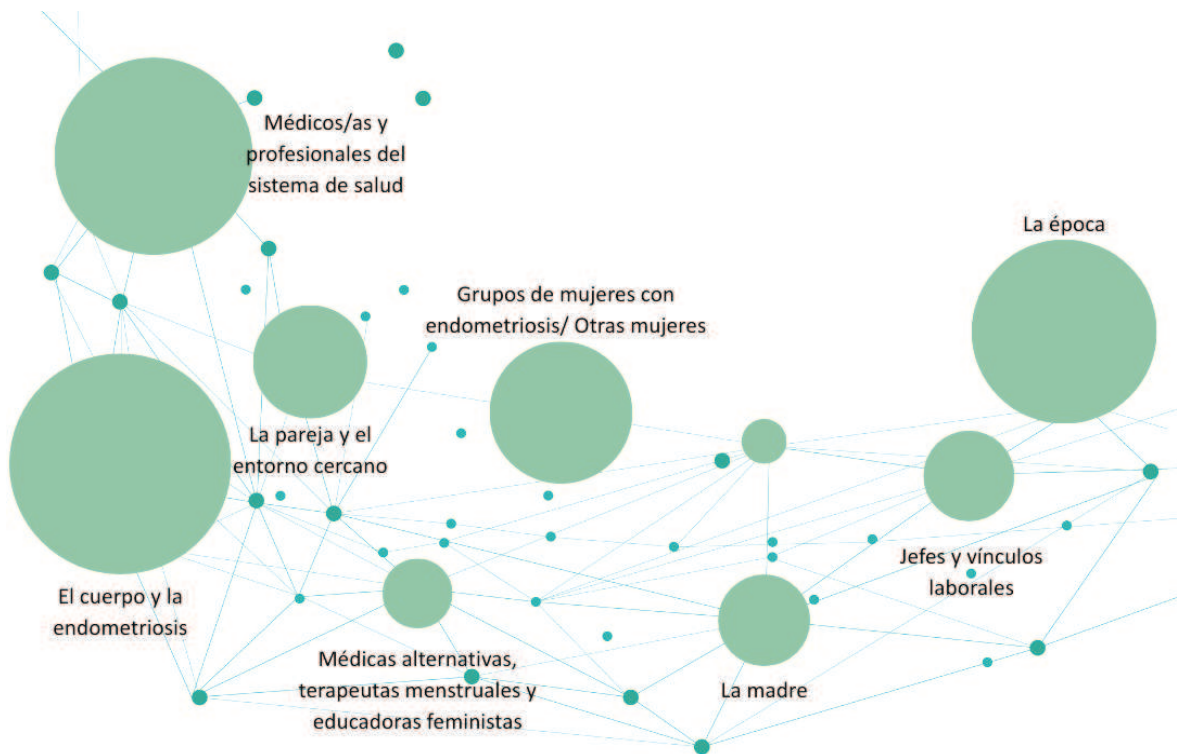 Médicos/as y
profesionales del
sistema de salud
La época
Grupos de mujeres con
endometriosis/ Otras mujeres
La pareja y el
entorno cercano
Jefes y vínculos
laborales
El cuerpo y la
endometriosis
Médicas alternativas,
terapeutas menstruales y
educadoras feministas
La madre